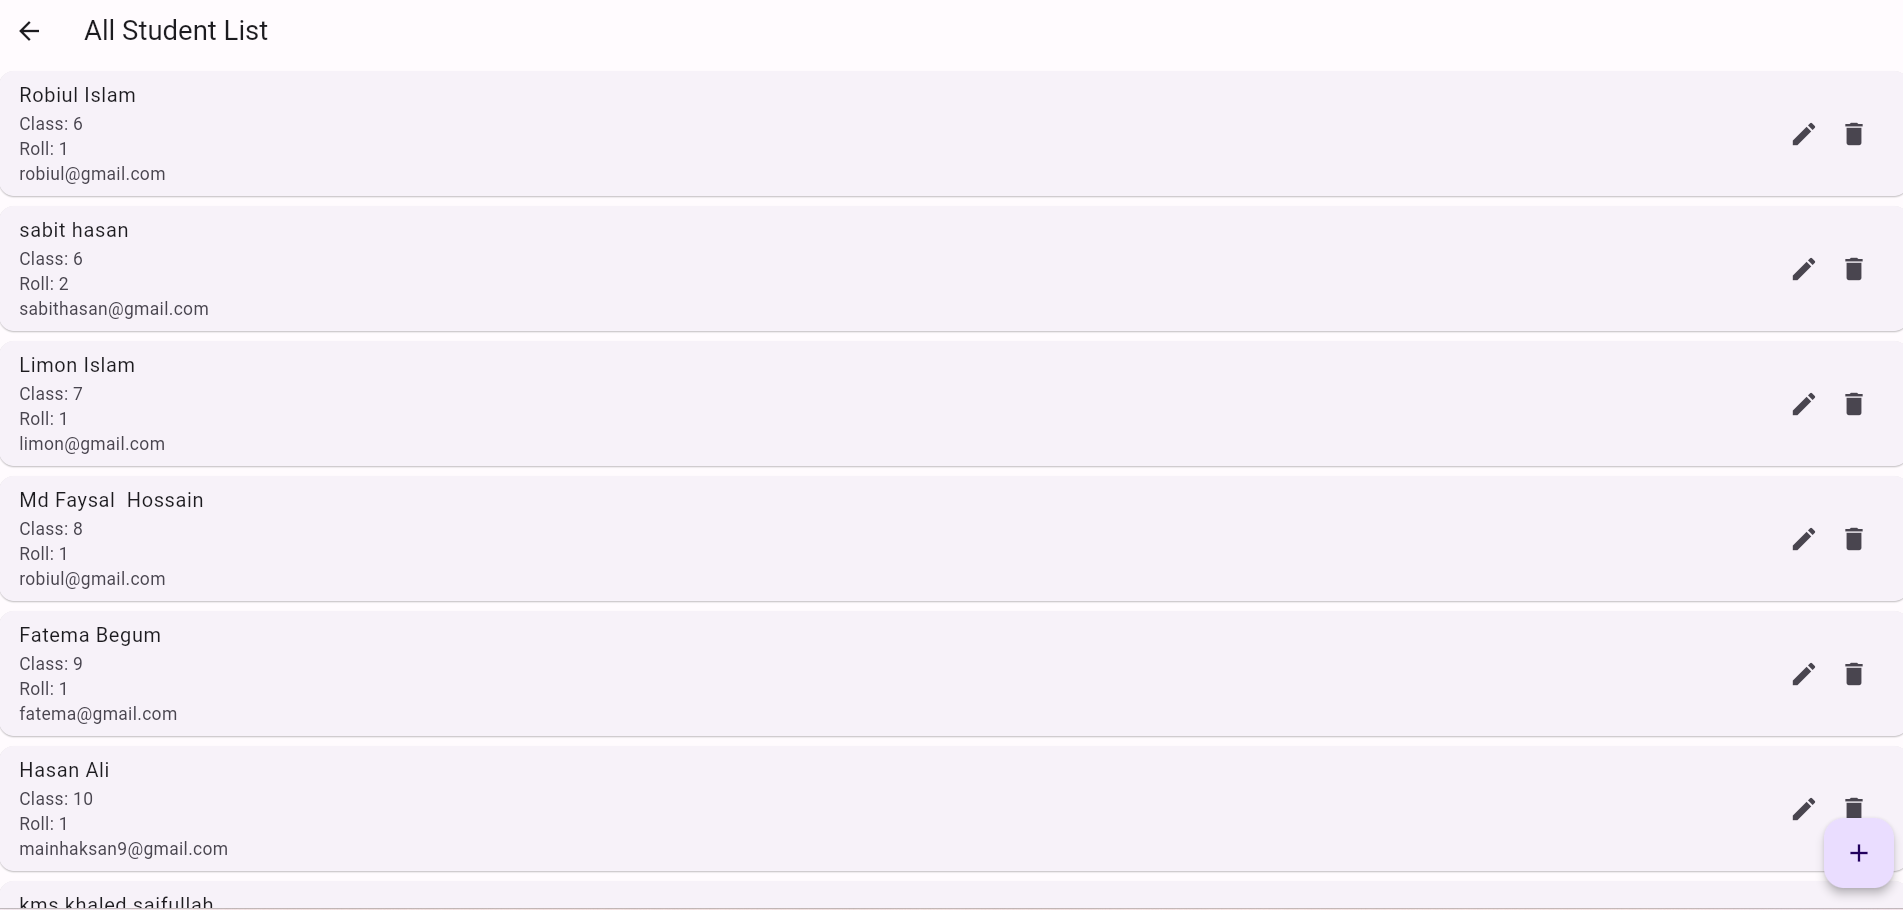 All Student List
Robiul Islam
Class: 6
Roll: 1
robiul@gmail.com
sabit hasan
Class: 6
Roll: 2
sabithasan@gmail.com
Limon Islam
Class: 7
Roll: 1
limon@gmail.com
Md Faysal  Hossain
Class: 8
Roll: 1
robiul@gmail.com
Fatema Begum
Class: 9
Roll: 1
fatema@gmail.com
Hasan Ali
Class: 10
Roll: 1
mainhaksan9@gmail.com
kms khaled saifullah